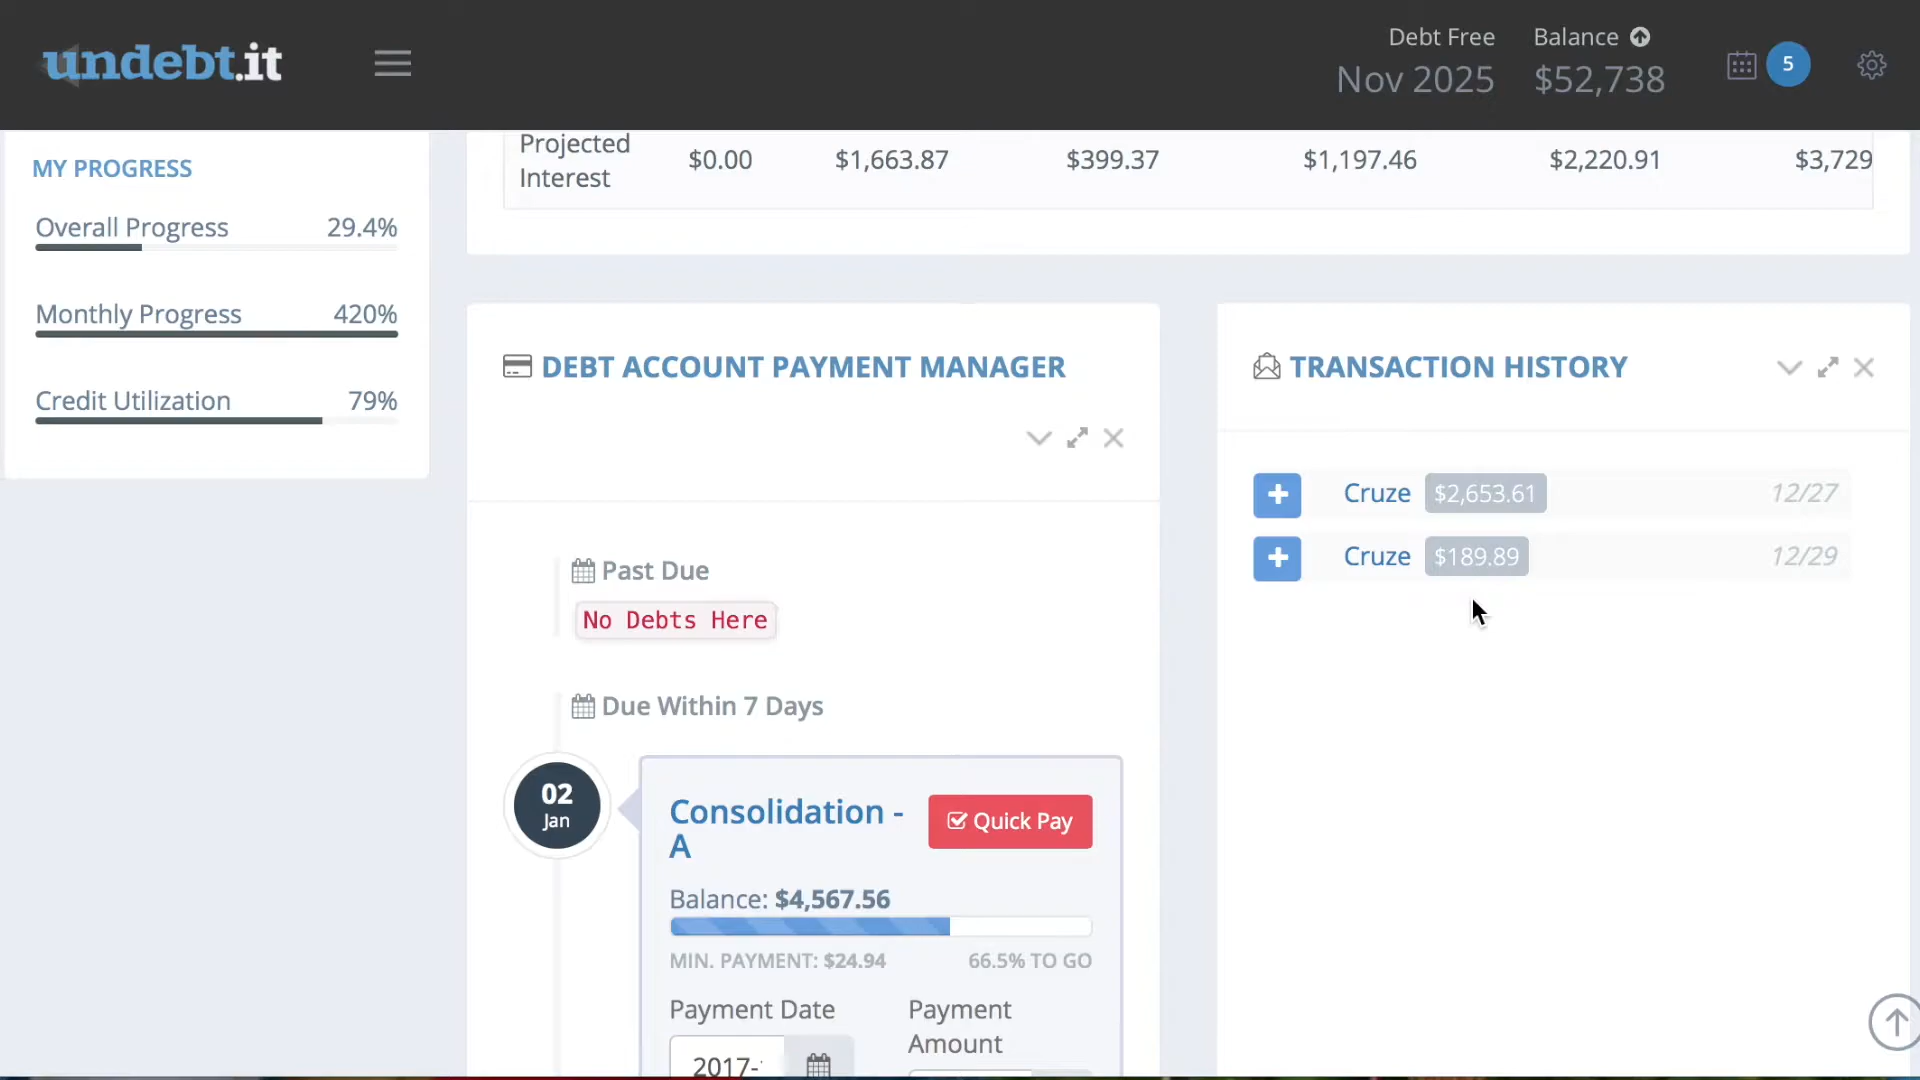 undebt.it
Debt Free
Nov 2025
Balance
$52,738
5
MY PROGRESS
Overall Progress 29.4%
Monthly Progress 420%
Credit Utilization 79%
Projected
Interest
$0.00 $1,663.87 $399.37 $1,197.46 $2,220.91 $3,729
DEBT ACCOUNT PAYMENT MANAGER
Past Due
No Debts Here
Due Within 7 Days
02
Jan
Consolidation -
A
Quick Pay
Balance: $4,567.56
MIN. PAYMENT: $24.94 66.5% TO GO
Payment Date
2017-
Payment
Amount
TRANSACTION HISTORY
Cruze $2,653.61 12/27
Cruze $189.89 12/29